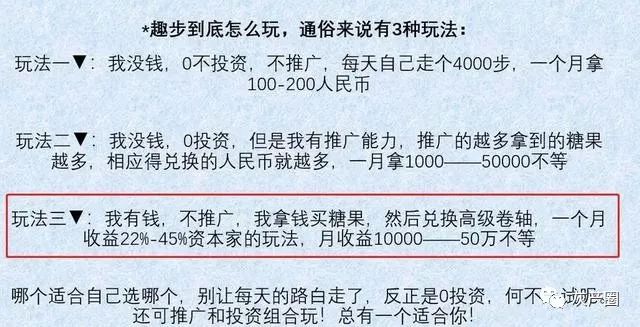 *趣步到底怎么玩，通俗来说有3种玩法：
玩法一▼：我没钱，0不投资，不推广，每天自己走个4000步，一个月拿
100-200人民币
玩法二▼：我没钱，0投资，但是我有推广能力，推广的越多拿到的糖果
越多，相应得兑换的人民币就越多，一月拿1000——50000不等
玩法三▼：我有钱，不推广，我拿钱买糖果，然后兑换高级卷轴，一个月
收益22%-45%资本家的玩法，月收益10000——50万不等
哪个适合自己选哪个，别让每天的路白走了，反正是0投资，何不试吧
还可推广和投资组合玩！总有一个适合你！